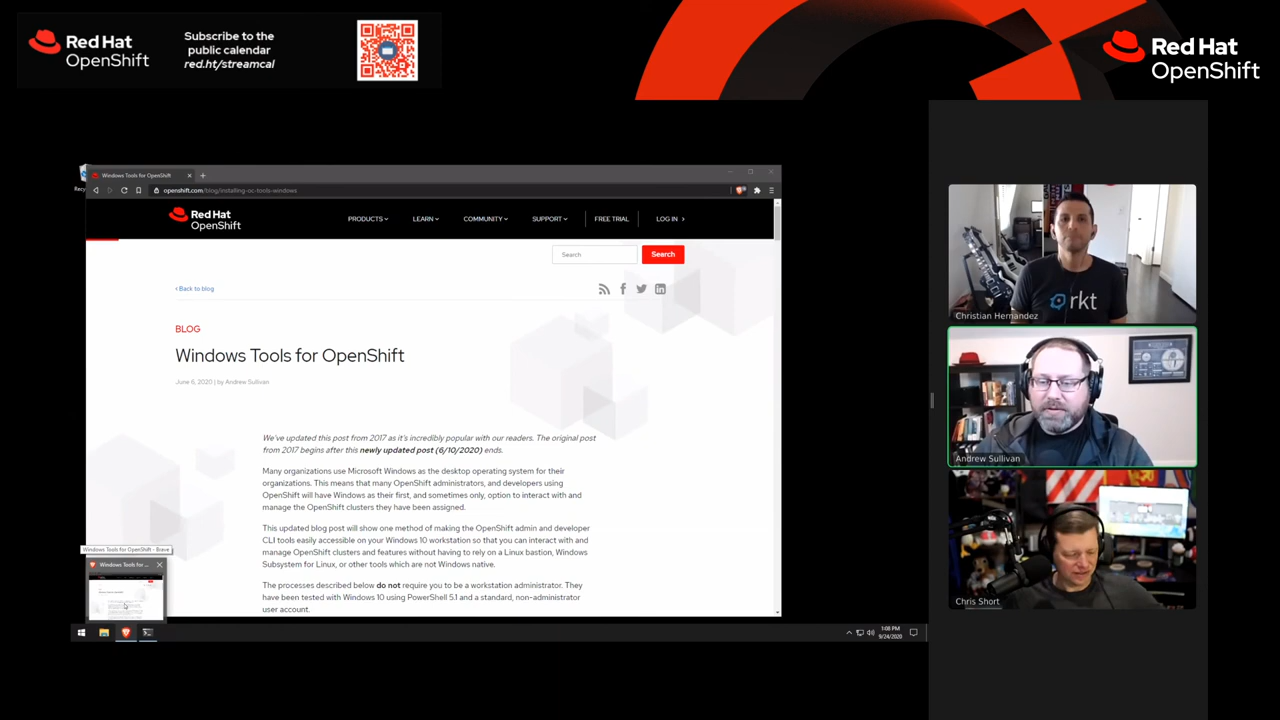 Red Hat
OpenShift
Subscribe to the
public calendar
red.ht/streamcal
Red Hat
OpenShift
Windows Tools for OpenShift
openshift.com/blog/installing-oc-tools-windows
Red Hat
OpenShift
PRODUCTS
LEARN
COMMUNITY
SUPPORT
FREE TRIAL
LOG IN
Search
Search
Back to blog
BLOG
Windows Tools for OpenShift
June 6, 2020 | by Andrew Sullivan
We've updated this post from 2017 as it's incredibly popular with our readers. The original post
from 2017 begins after this newly updated post (6/10/2020) ends.
Many organizations use Microsoft Windows as the desktop operating system for their
organizations. This means that many OpenShift administrators, and developers using
OpenShift will have Windows as their first, and sometimes only, option to interact with and
manage the OpenShift clusters they have been assigned.
This updated blog post will show one method of making the OpenShift admin and developer
CLI tools easily accessible on your Windows 10 workstation so that you can interact with and
manage OpenShift clusters and features without having to rely on a Linux bastion, Windows
Subsystem for Linux, or other tools which are not Windows native.
The processes described below do not require you to be a workstation administrator. They
have been tested with Windows 10 using PowerShell 5.1 and a standard, non-administrator
user account.
Recy
Windows Tools for OpenShift - Brave
Windows Tools for ...
1:08 PM
9/24/2020
rkt
Christian Hernandez
Andrew Sullivan
Chris Short